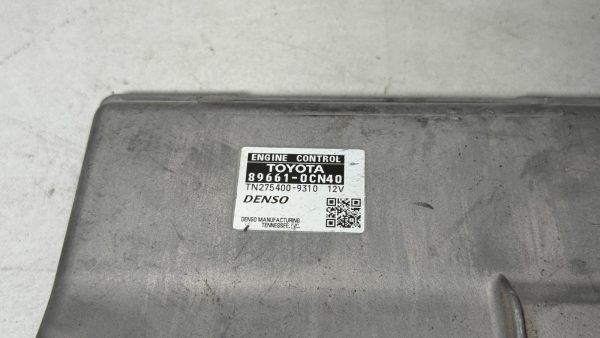 ENGINE CONTROL
TOYOTA
89661-0CN40
TN275400-9310 12V
DENSO
DENSO MANUFACTURING
TENNESSEE, INC.